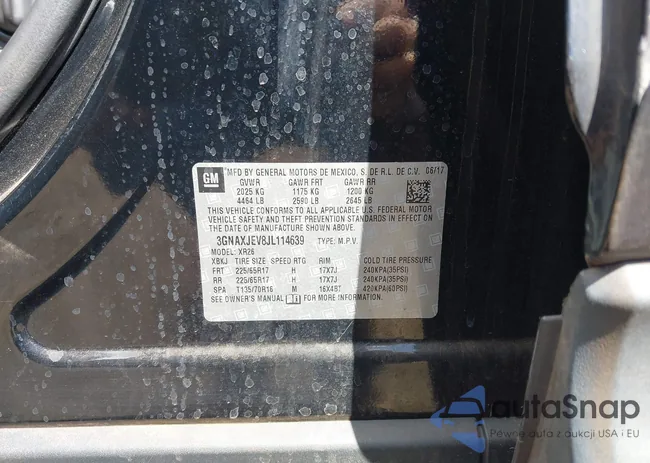 GM
MFD BY GENERAL MOTORS DE MEXICO, S. DE R.L. DE C.V. 06/17
GVWR GAWR FRT GAWR RR
2025 KG 1175 KG 1200 KG
4464 LB 2590 LB 2645 LB
THIS VEHICLE CONFORMS TO ALL APPLICABLE U.S. FEDERAL MOTOR
VEHICLE SAFETY AND THEFT PREVENTION STANDARDS IN EFFECT ON
THE DATE OF MANUFACTURE SHOWN ABOVE.
3GNAXJEV8JL114639 TYPE: M.P.V.
MODEL: XR26
XBKJ TIRE SIZE SPEED RTG RIM COLD TIRE PRESSURE
FRT 225/65R17 H 17X7J 240KPA(35PSI)
RR 225/65R17 H 17X7J 240KPA(35PSI)
SPA T135/70R16 M 16X4BT 420KPA(60PSI)
SEE OWNER'S MANUAL FOR MORE INFORMATION.
autaSnap
Pewne auta z aukcji USA i EU